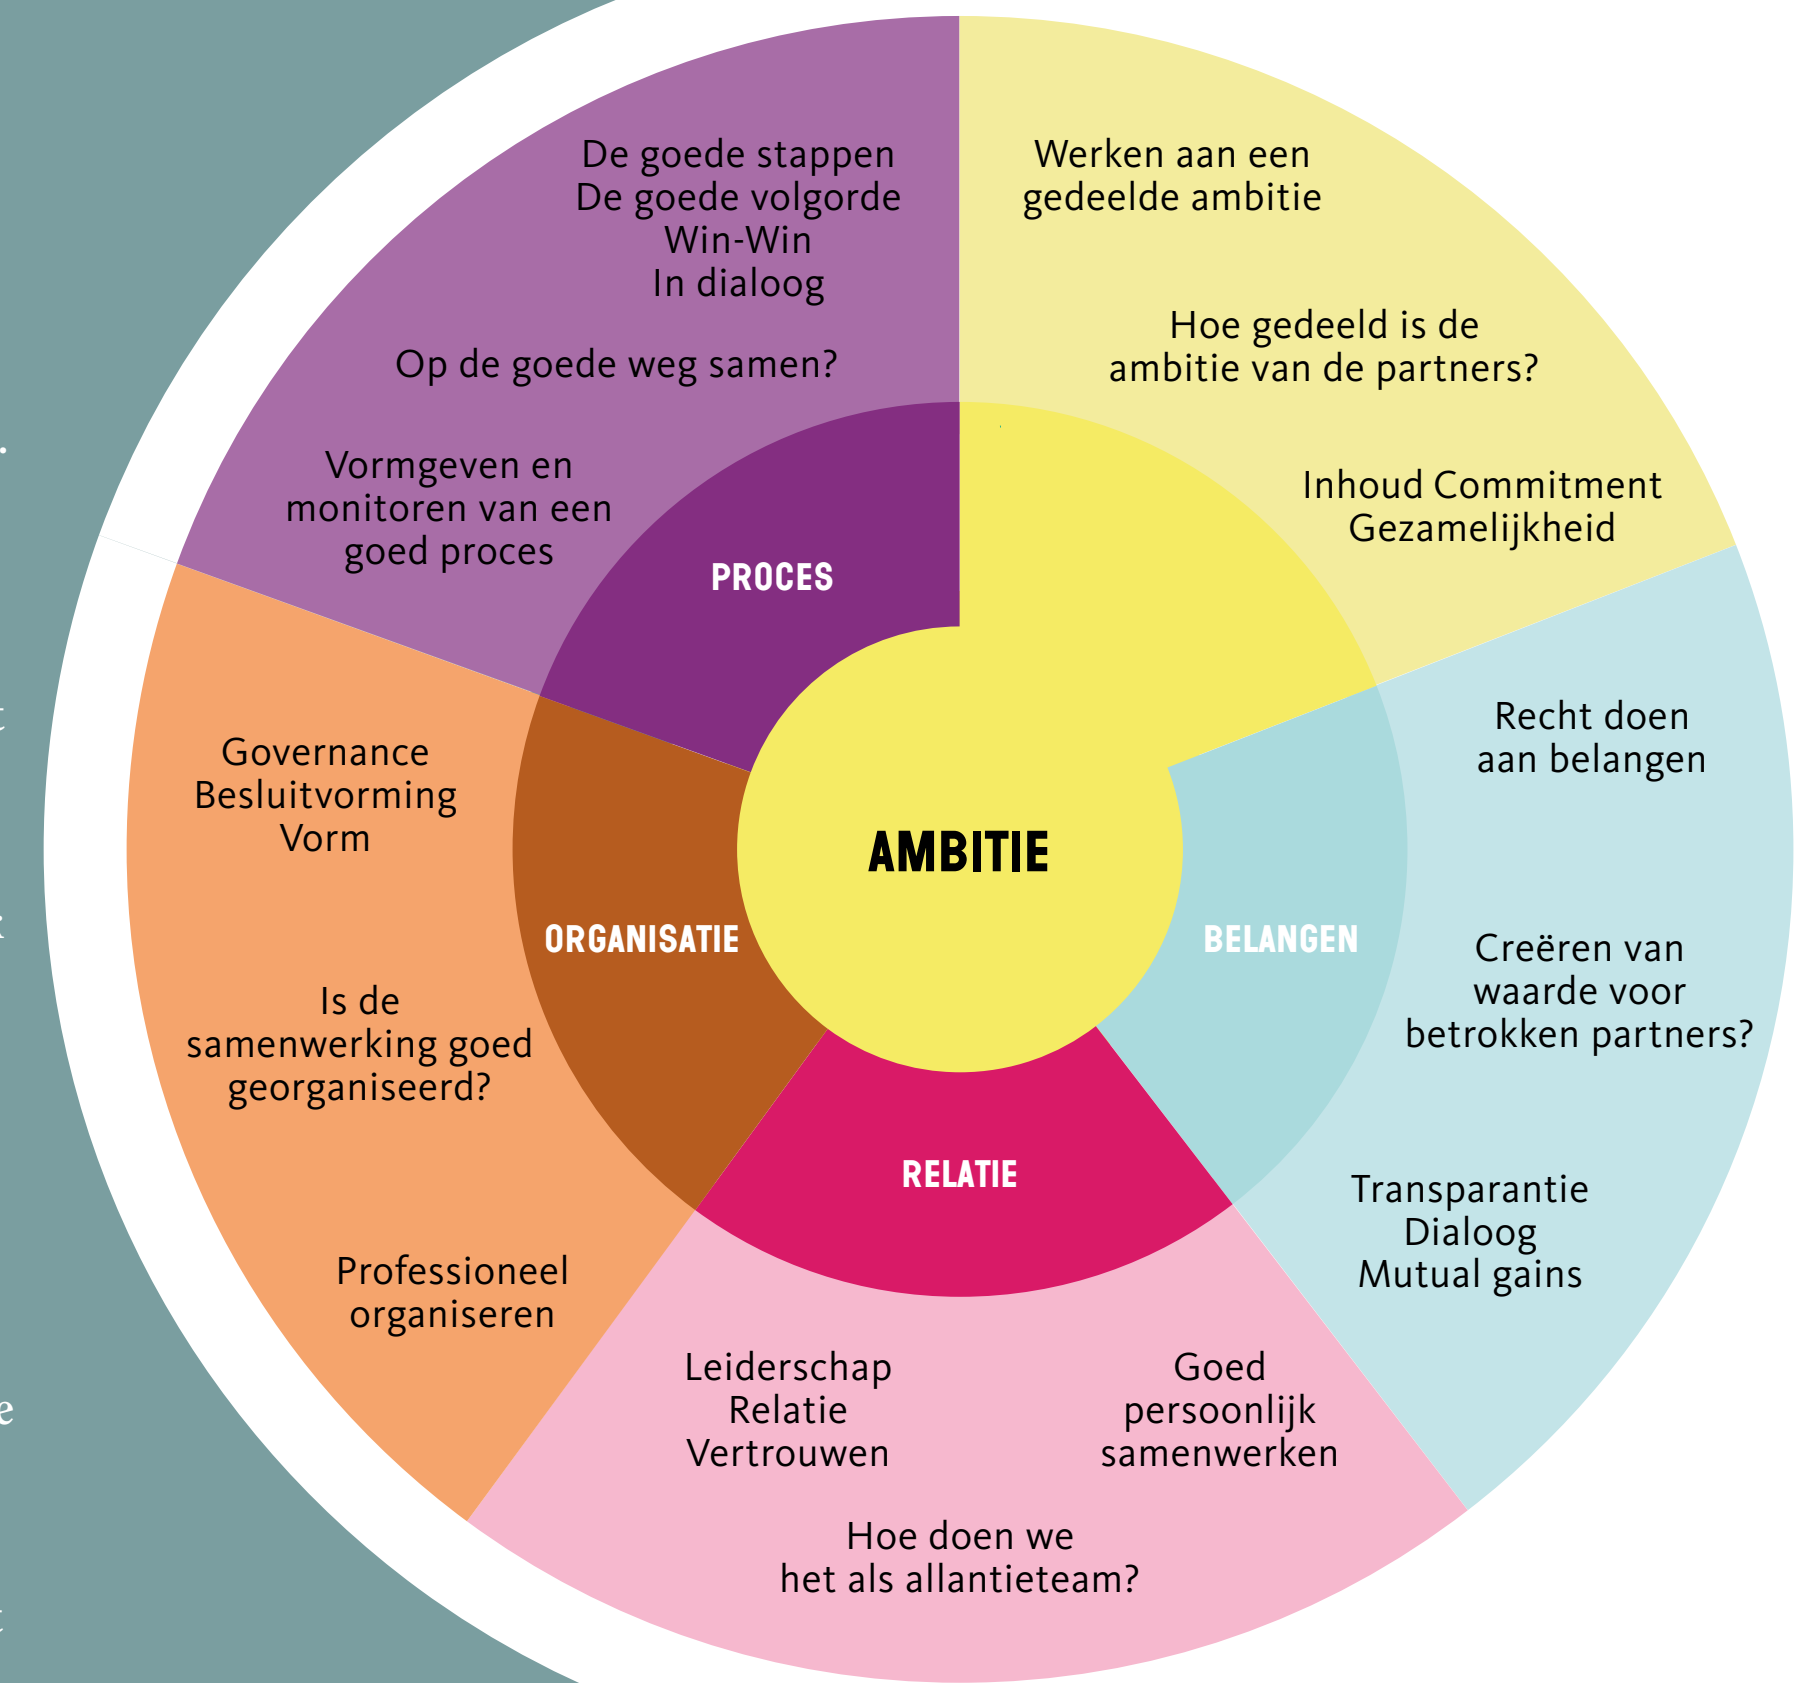 De goede stappen
De goede volgorde
Win-Win
In dialoog
Op de goede weg samen?
Vormgeven en
monitoren van een
goed proces
PROCES
Werken aan een
gedeelde ambitie
Hoe gedeeld is de
ambitie van de partners?
Inhoud Commitment
Gezamelijkheid
AMBITIE
Recht doen
aan belangen
Creëren van
waarde voor
betrokken partners?
Transparantie
Dialoog
Mutual gains
BELANGEN
RELATIE
Leiderschap
Relatie
Vertrouwen
Goed
persoonlijk
samenwerken
Hoe doen we
het als allantieteam?
ORGANISATIE
Governance
Besluitvorming
Vorm
Is de
samenwerking goed
georganiseerd?
Professioneel
organiseren